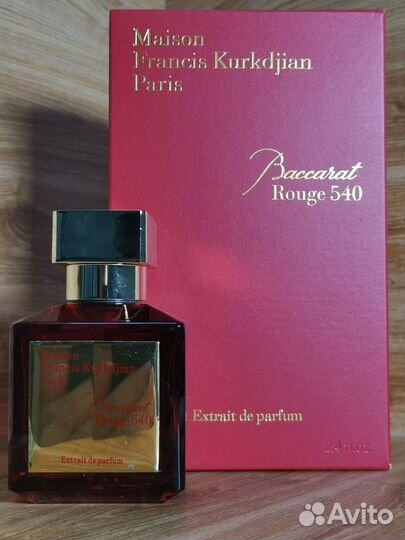 Maison
Francis Kurkdjian
Paris
Baccarat
Rouge 540
Extrait de parfum
2.4 fl.oz
Maison
Francis Kurkdjian
Paris
Baccarat
Rouge 540
Extrait de parfum
Avito